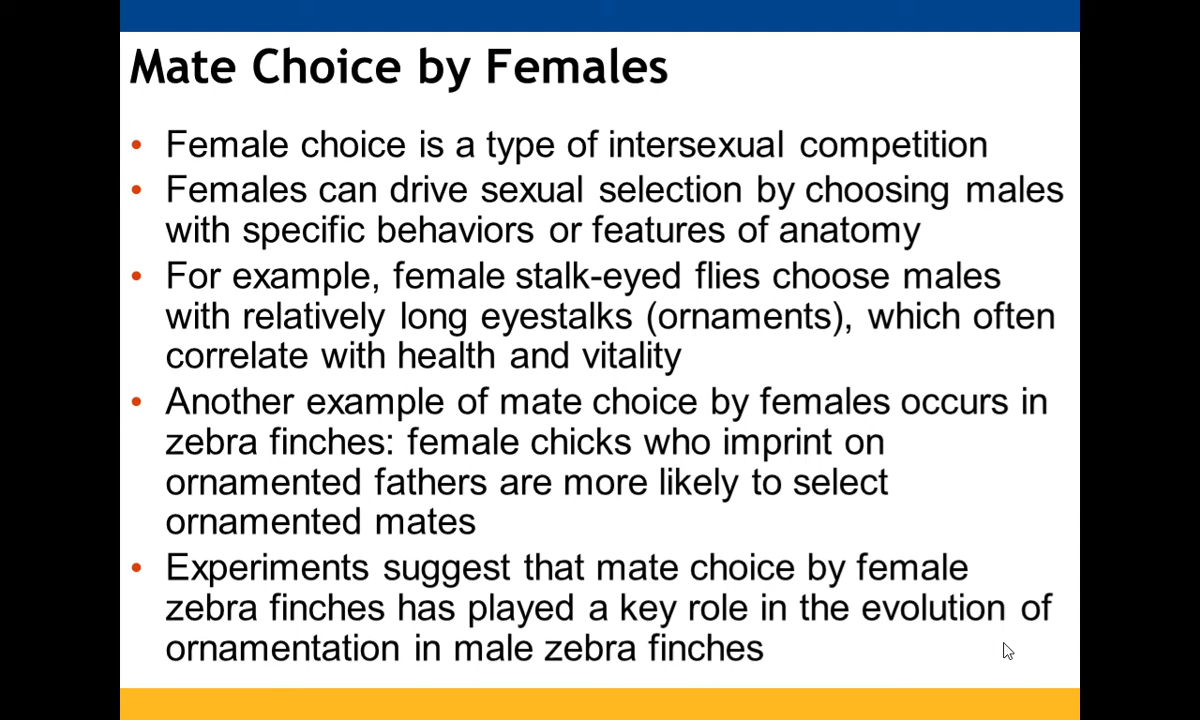 Mate Choice by Females
• Female choice is a type of intersexual competition
• Females can drive sexual selection by choosing males
with specific behaviors or features of anatomy
• For example, female stalk-eyed flies choose males
with relatively long eyestalks (ornaments), which often
correlate with health and vitality
• Another example of mate choice by females occurs in
zebra finches: female chicks who imprint on
ornamented fathers are more likely to select
ornamented mates
• Experiments suggest that mate choice by female
zebra finches has played a key role in the evolution of
ornamentation in male zebra finches